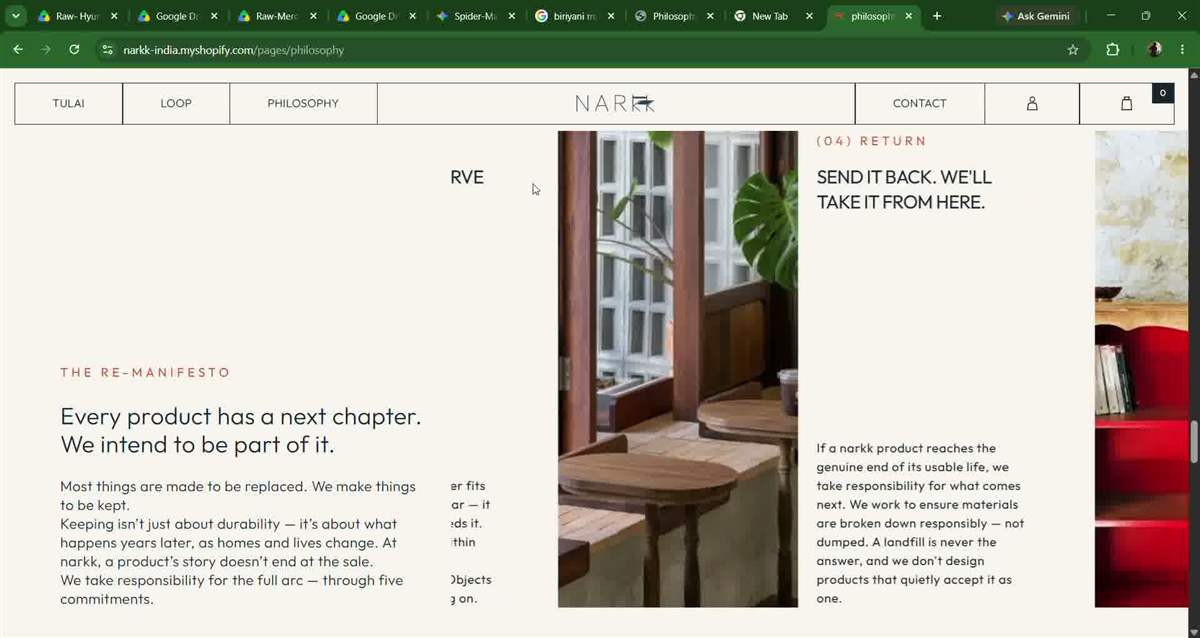 Raw- Hyu
Google D
Raw-Merc
Google D
Spider-Ma
biriyani m
Philosoph
New Tab
philosoph
Ask Gemini
narkk-india.myshopify.com/pages/philosophy
TULAI
LOOP
PHILOSOPHY
NARKK
CONTACT
0
THE RE-MANIFESTO
Every product has a next chapter.
We intend to be part of it.
Most things are made to be replaced. We make things
to be kept.
Keeping isn't just about durability — it's about what
happens years later, as homes and lives change. At
narkk, a product's story doesn't end at the sale.
We take responsibility for the full arc — through five
commitments.
RVE
er fits
ar — it
eds it.
thin
Objects
g on.
(04) RETURN
SEND IT BACK. WE'LL
TAKE IT FROM HERE.
If a narkk product reaches the
genuine end of its usable life, we
take responsibility for what comes
next. We work to ensure materials
are broken down responsibly — not
dumped. A landfill is never the
answer, and we don't design
products that quietly accept it as
one.